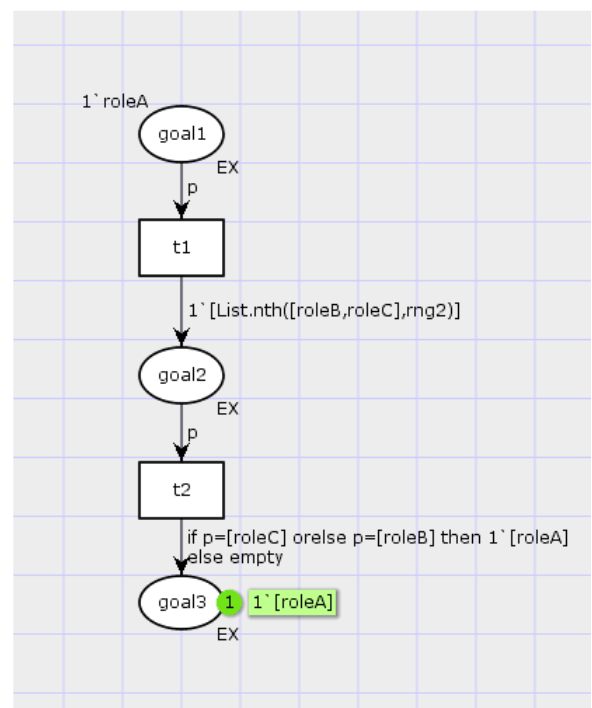 1`roleA
goal1
EX
p
t1
1`[List.nth([roleB,roleC],rng2)]
goal2
EX
p
t2
if p=[roleC] orelse p=[roleB] then 1`[roleA]
else empty
goal3
1
1`[roleA]
EX